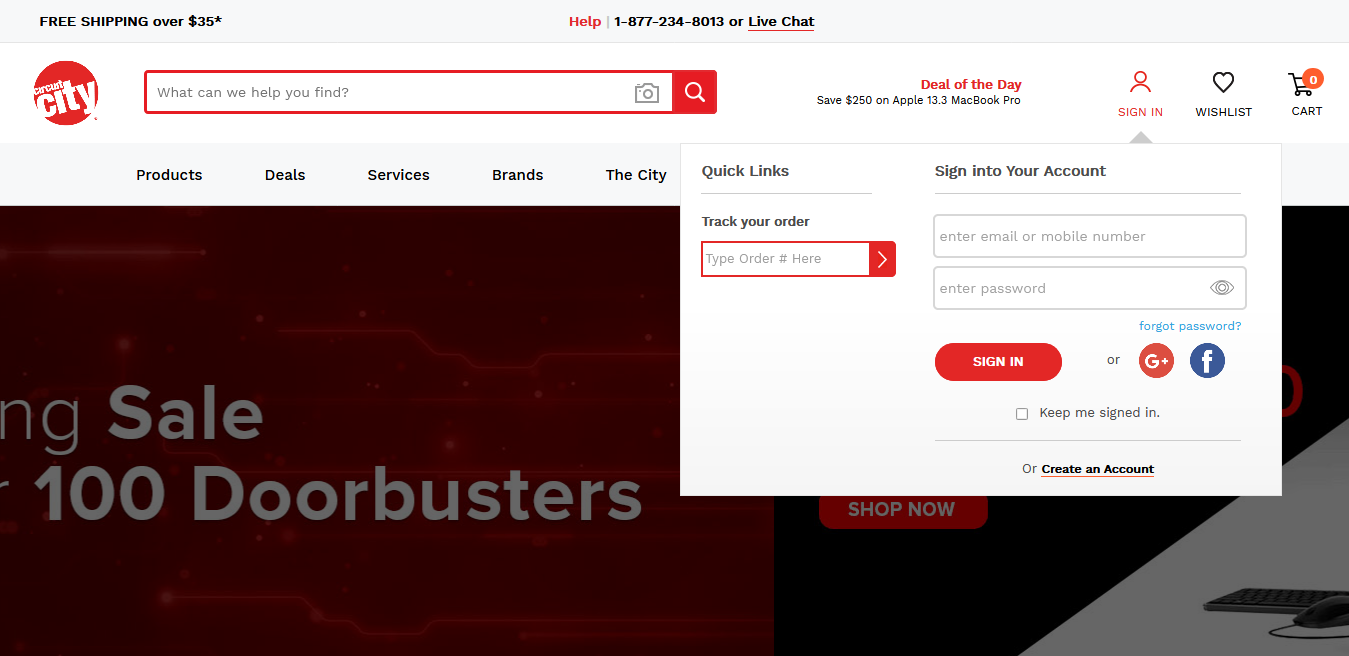 FREE SHIPPING over $35*
Help | 1-877-234-8013 or Live Chat
circuit city
What can we help you find?
Deal of the Day
Save $250 on Apple 13.3 MacBook Pro
SIGN IN
WISHLIST
0
CART
Products Deals Services Brands The City
Quick Links
Track your order
Type Order # Here
Sign into Your Account
enter email or mobile number
enter password
forgot password?
SIGN IN
or
G+
f
Keep me signed in.
Or Create an Account
ng Sale
100 Doorbusters
SHOP NOW